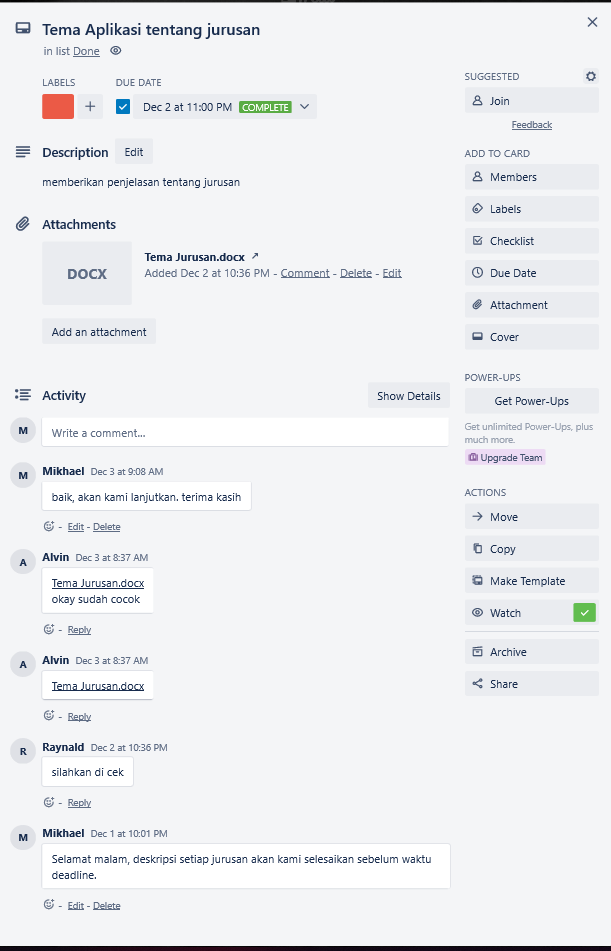 Tema Aplikasi tentang jurusan
in list Done
LABELS
DUE DATE
Dec 2 at 11:00 PM COMPLETE
Description Edit
memberikan penjelasan tentang jurusan
Attachments
DOCX
Tema Jurusan.docx ↗
Added Dec 2 at 10:36 PM - Comment - Delete - Edit
Add an attachment
Activity
Show Details
M
Write a comment...
M
Mikhael Dec 3 at 9:08 AM
baik, akan kami lanjutkan. terima kasih
- Edit - Delete
A
Alvin Dec 3 at 8:37 AM
Tema Jurusan.docx
okay sudah cocok
- Reply
A
Alvin Dec 3 at 8:37 AM
Tema Jurusan.docx
- Reply
R
Raynald Dec 2 at 10:36 PM
silahkan di cek
- Reply
M
Mikhael Dec 1 at 10:01 PM
Selamat malam, deskripsi setiap jurusan akan kami selesaikan sebelum waktu
deadline.
- Edit - Delete
SUGGESTED
Join
Feedback
ADD TO CARD
Members
Labels
Checklist
Due Date
Attachment
Cover
POWER-UPS
Get Power-Ups
Get unlimited Power-Ups, plus
much more.
Upgrade Team
ACTIONS
Move
Copy
Make Template
Watch
Archive
Share